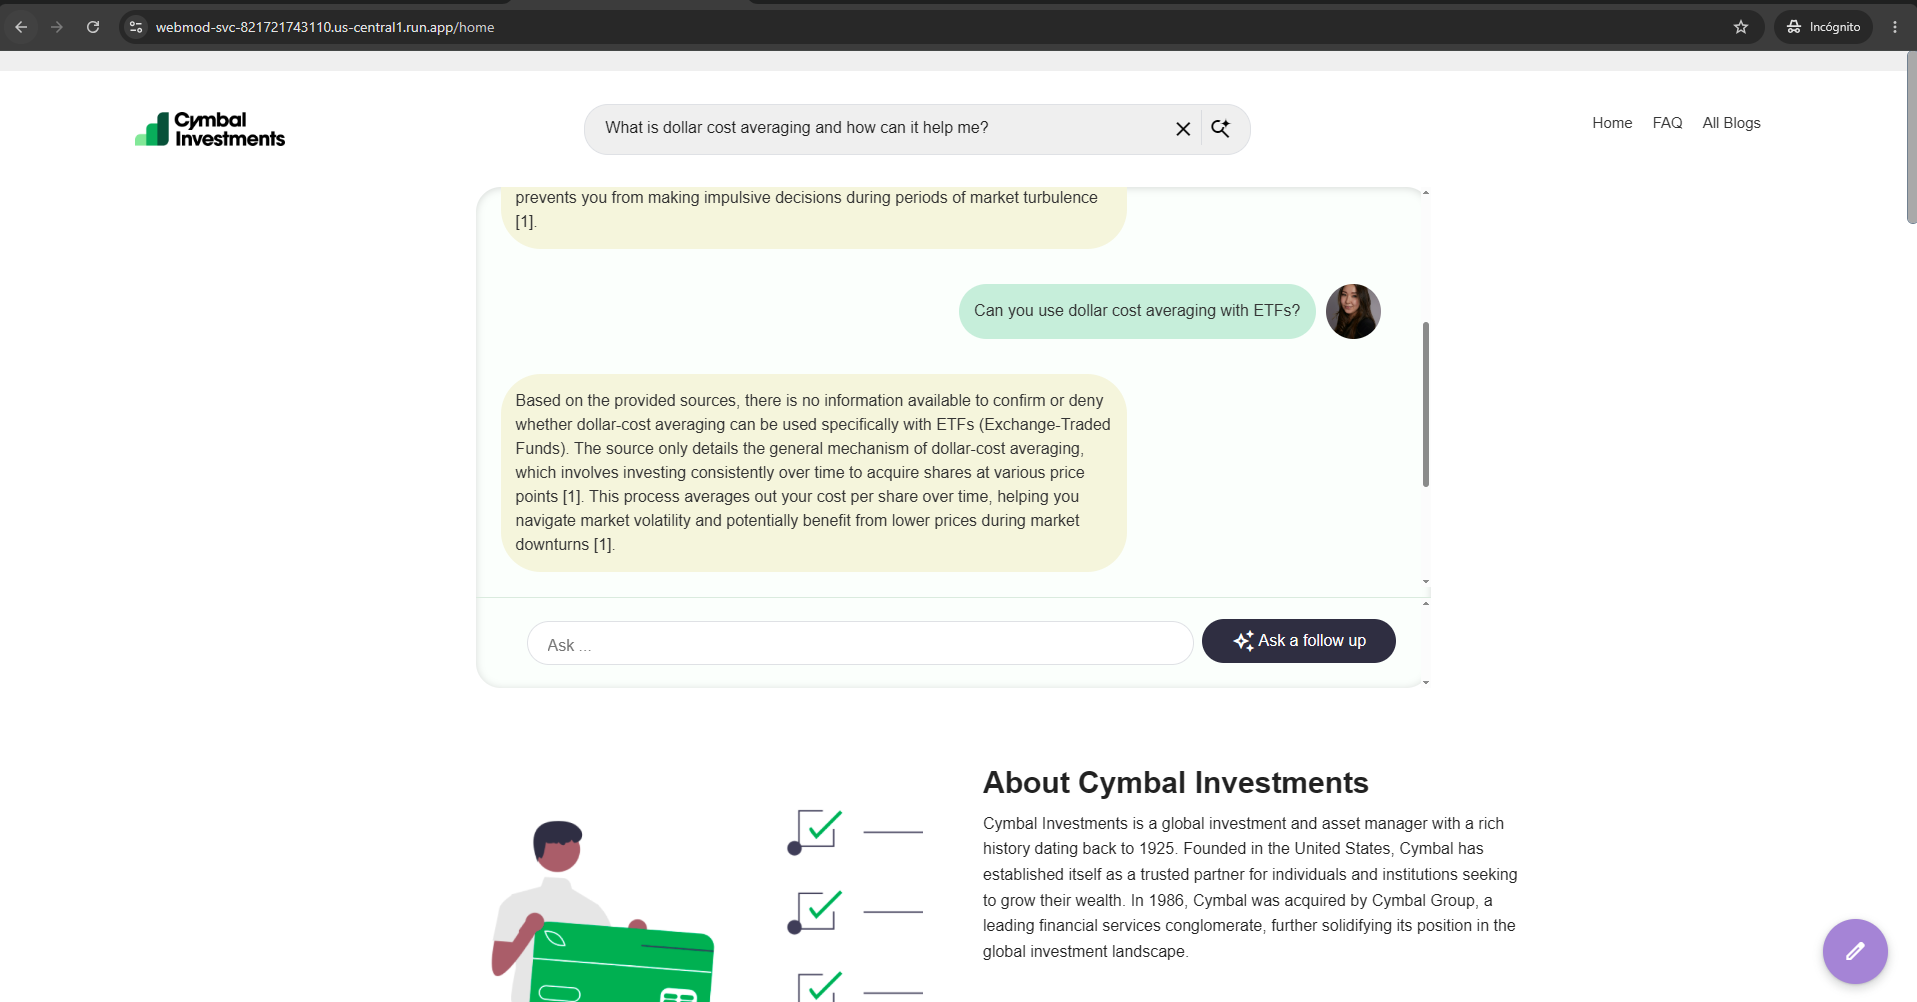 webmod-svc-821721743110.us-central1.run.app/home
Incógnito
Cymbal
Investments
What is dollar cost averaging and how can it help me?
Home
FAQ
All Blogs
prevents you from making impulsive decisions during periods of market turbulence
[1].
Can you use dollar cost averaging with ETFs?
Based on the provided sources, there is no information available to confirm or deny
whether dollar-cost averaging can be used specifically with ETFs (Exchange-Traded
Funds). The source only details the general mechanism of dollar-cost averaging,
which involves investing consistently over time to acquire shares at various price
points [1]. This process averages out your cost per share over time, helping you
navigate market volatility and potentially benefit from lower prices during market
downturns [1].
Ask ...
Ask a follow up
About Cymbal Investments
Cymbal Investments is a global investment and asset manager with a rich
history dating back to 1925. Founded in the United States, Cymbal has
established itself as a trusted partner for individuals and institutions seeking
to grow their wealth. In 1986, Cymbal was acquired by Cymbal Group, a
leading financial services conglomerate, further solidifying its position in the
global investment landscape.